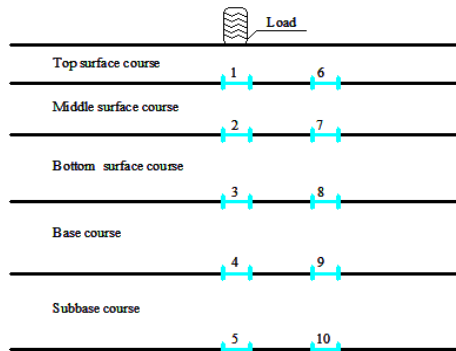 Load
Top surface course
1 6
Middle surface course
2 7
Bottom surface course
3 8
Base course
4 9
Subbase course
5 10